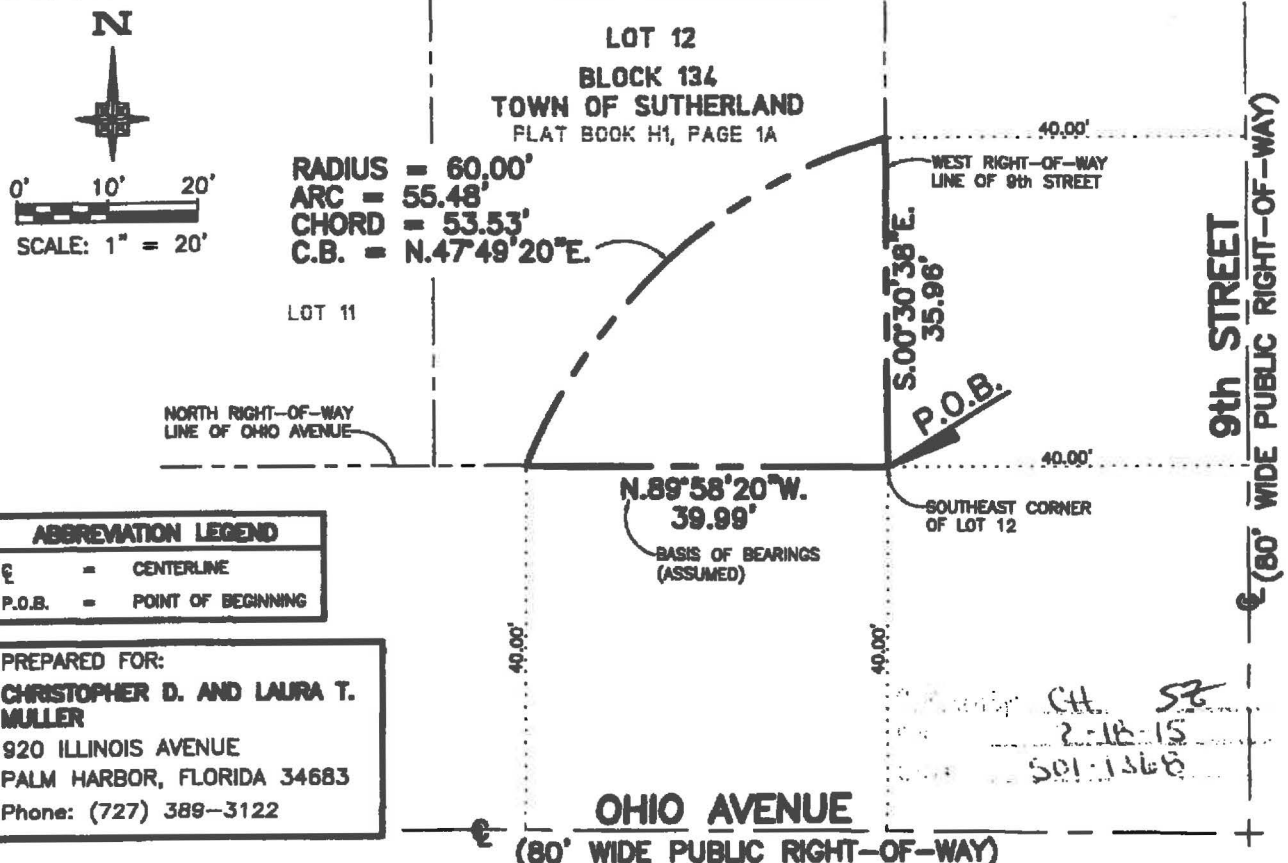 N
0' 10' 20'
SCALE: 1" = 20'
LOT 12
BLOCK 134
TOWN OF SUTHERLAND
PLAT BOOK H1, PAGE 1A
RADIUS = 60.00'
ARC = 55.48'
CHORD = 53.53'
C.B. = N.47°49'20"E.
LOT 11
40.00'
WEST RIGHT-OF-WAY
LINE OF 9th STREET
S.00°30'38"E.
35.96'
9th STREET
(80' WIDE PUBLIC RIGHT-OF-WAY)
P.O.B.
40.00'
NORTH RIGHT-OF-WAY
LINE OF OHIO AVENUE
N.89°58'20"W.
39.99'
BASIS OF BEARINGS
(ASSUMED)
SOUTHEAST CORNER
OF LOT 12
ABBREVIATION LEGEND
℄ = CENTERLINE
P.O.B. = POINT OF BEGINNING
PREPARED FOR:
CHRISTOPHER D. AND LAURA T.
MULLER
920 ILLINOIS AVENUE
PALM HARBOR, FLORIDA 34683
Phone: (727) 389-3122
40.00'
40.00'
℄
CH SZ
2-18-15
501-1368
℄
OHIO AVENUE
(80' WIDE PUBLIC RIGHT-OF-WAY)